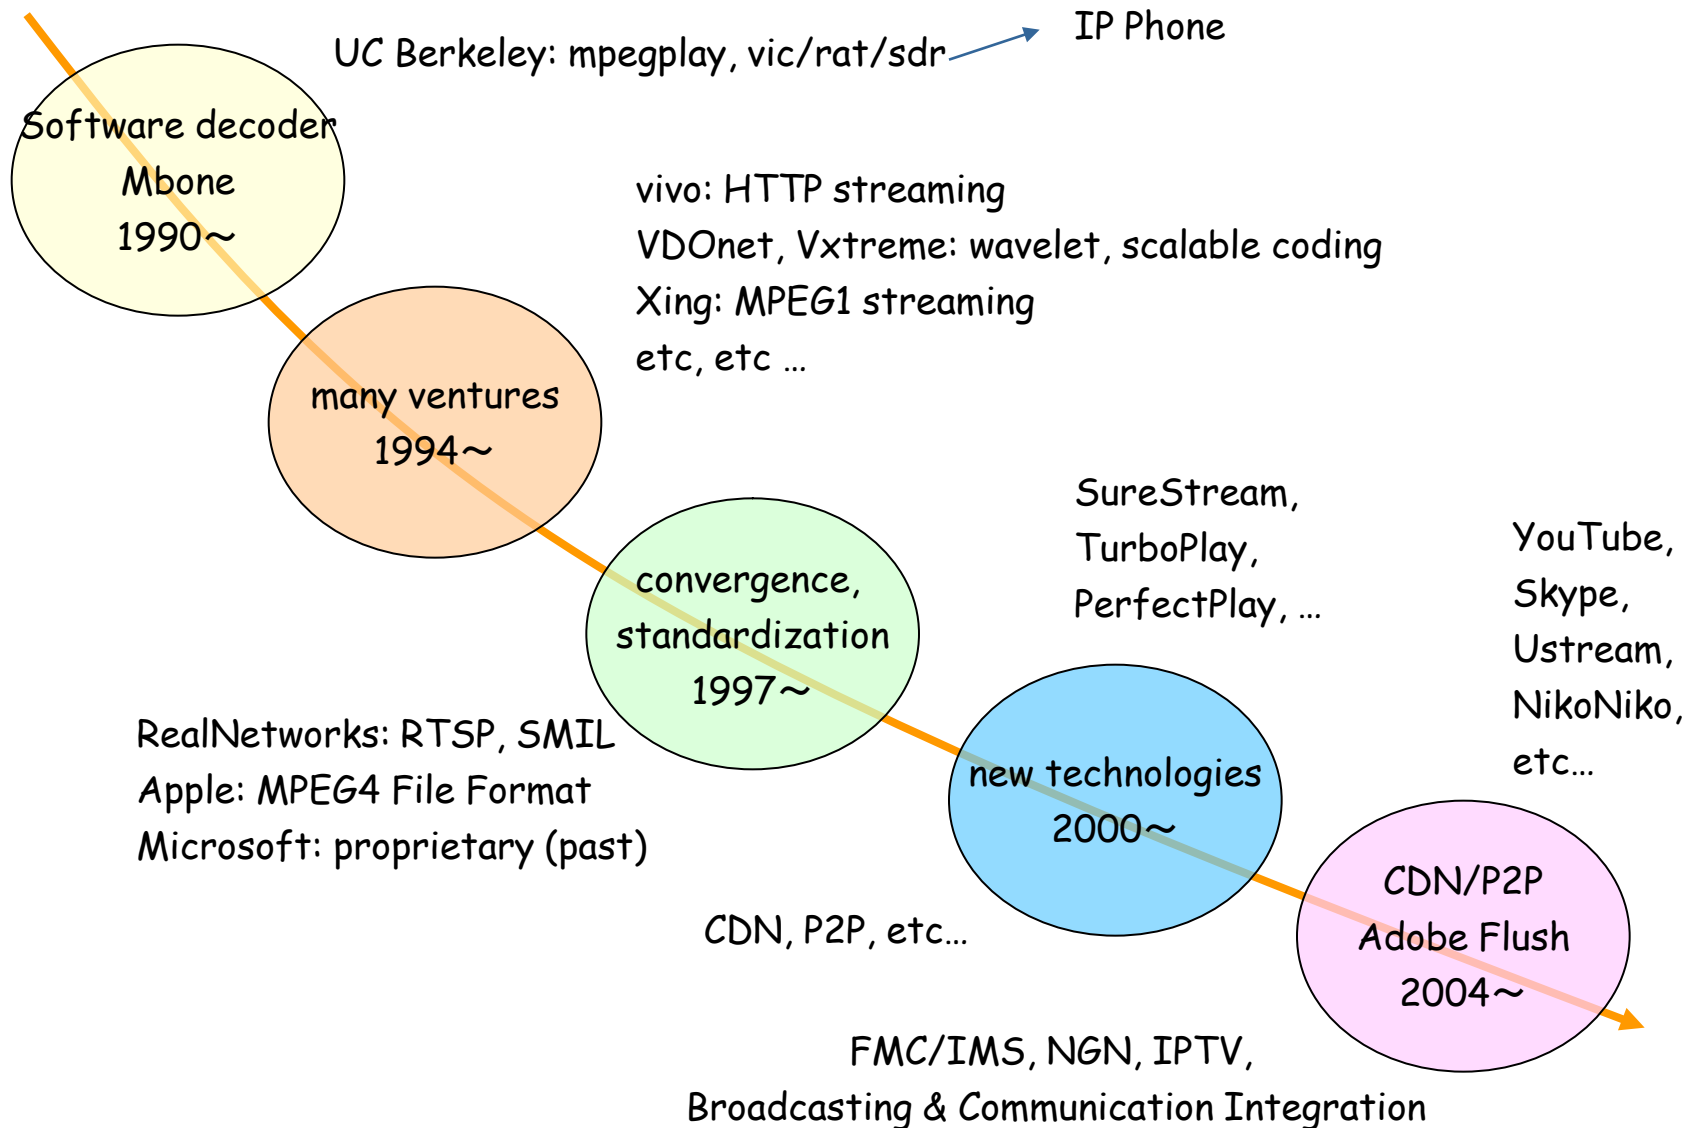 UC Berkeley: mpegplay, vic/rat/sdr
IP Phone
Software decoder
Mbone
1990～
vivo: HTTP streaming
VDOnet, Vxtreme: wavelet, scalable coding
Xing: MPEG1 streaming
etc, etc …
many ventures
1994～
convergence,
standardization
1997～
RealNetworks: RTSP, SMIL
Apple: MPEG4 File Format
Microsoft: proprietary (past)
SureStream,
TurboPlay,
PerfectPlay, …
new technologies
2000～
CDN, P2P, etc…
YouTube,
Skype,
Ustream,
NikoNiko,
etc…
CDN/P2P
Adobe Flush
2004～
FMC/IMS, NGN, IPTV,
Broadcasting & Communication Integration